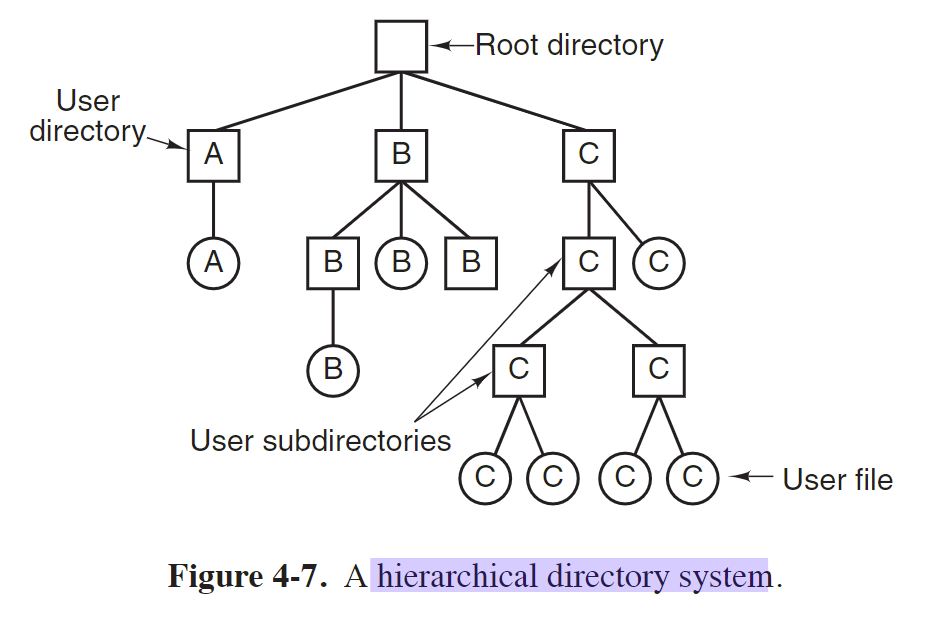 Root directory
User
directory
A B C
A B B B C C
B C C
User subdirectories
C C C C User file
Figure 4-7. A hierarchical directory system.